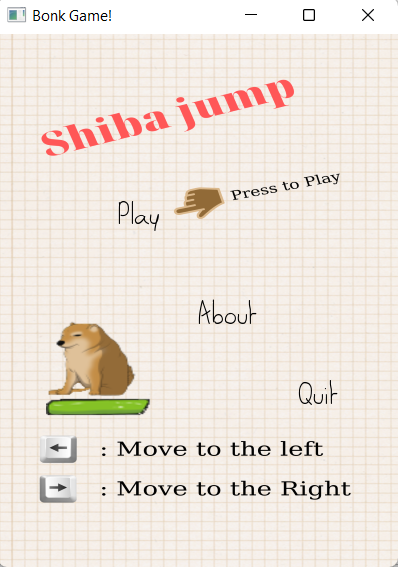 Bonk Game!
Shiba jump
Press to Play
Play
About
Quit
: Move to the left
: Move to the Right